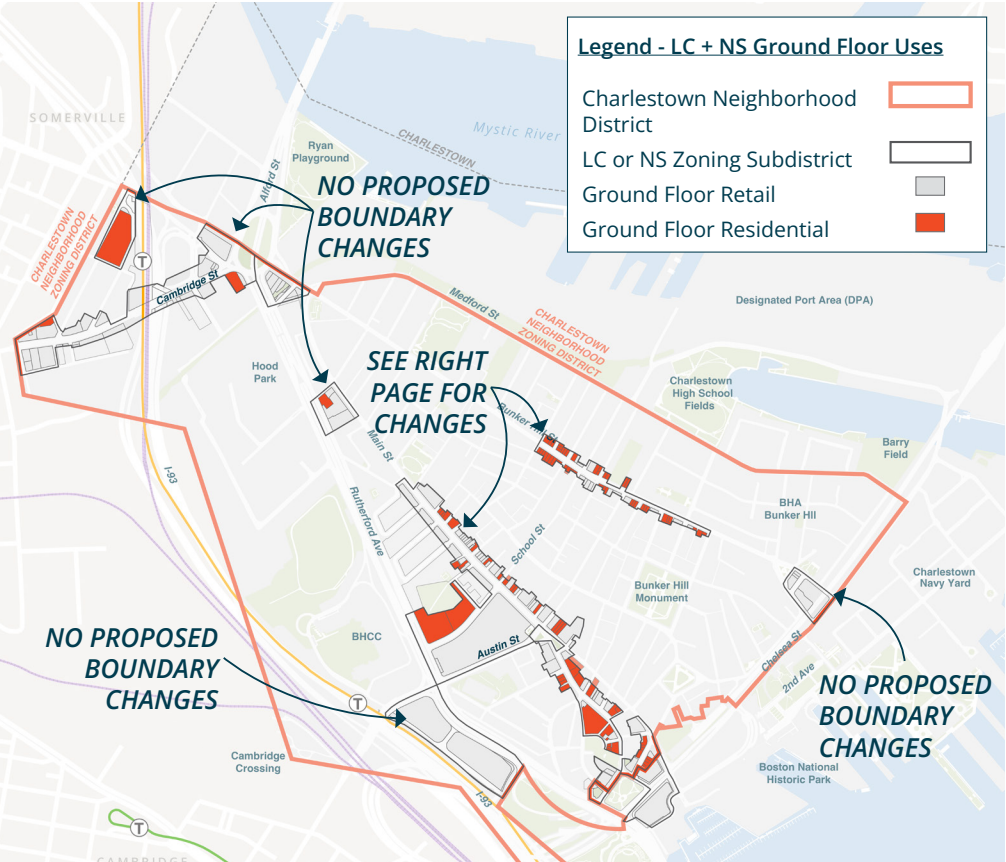 Legend - LC + NS Ground Floor Uses
Charlestown Neighborhood
District
LC or NS Zoning Subdistrict
Ground Floor Retail
Ground Floor Residential
SOMERVILLE
Mystic River
CHARLESTOWN
Ryan
Playground
Alford St
NO PROPOSED
BOUNDARY
CHANGES
CHARLESTOWN
NEIGHBORHOOD
ZONING DISTRICT
T
Cambridge St
Medford St
Designated Port Area (DPA)
CHARLESTOWN
NEIGHBORHOOD
ZONING DISTRICT
Hood
Park
SEE RIGHT
PAGE FOR
CHANGES
Charlestown
High School
Fields
Bunker Hill St
Main St
Barry
Field
I-93
Rutherford Ave
BHA
Bunker Hill
School St
Charlestown
Navy Yard
Bunker Hill
Monument
BHCC
Austin St
NO PROPOSED
BOUNDARY
CHANGES
Chelsea St
2nd Ave
NO PROPOSED
BOUNDARY
CHANGES
T
Cambridge
Crossing
Boston National
Historic Park
I-93
T
CAMBRIDGE